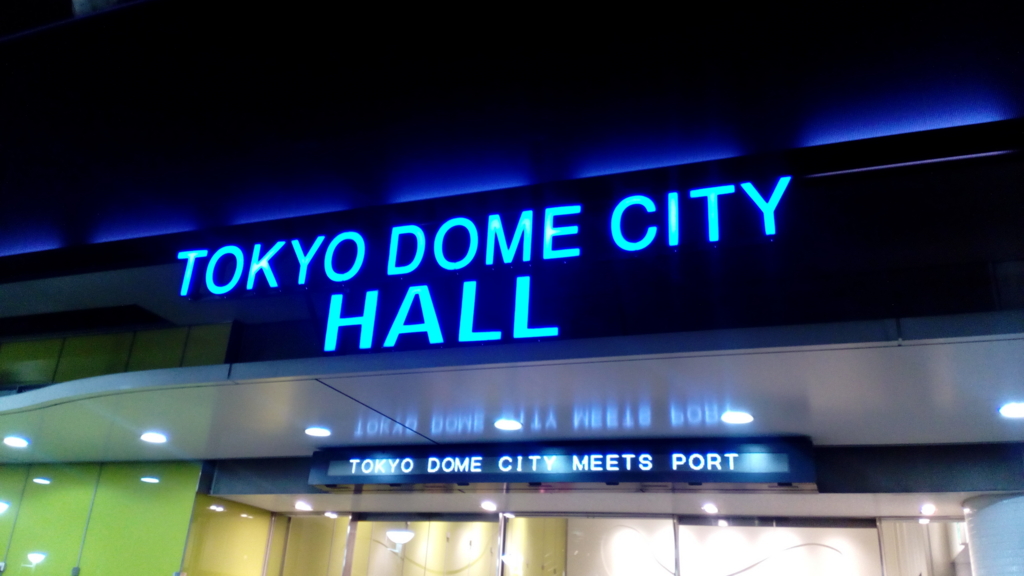 TOKYO DOME CITY
HALL
TOKYO DOME CITY MEETS PORT